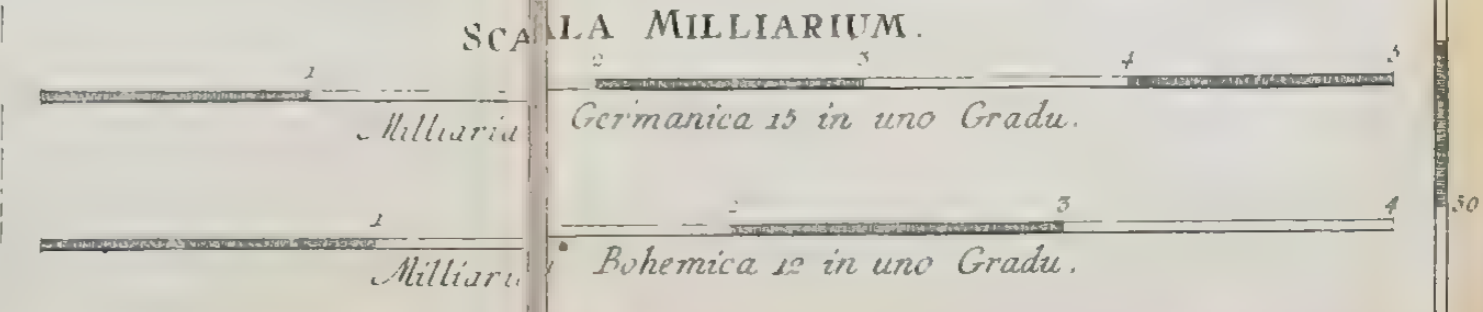 SCALA MILLIARIUM.
1 2 3 4 5
Milliaria Germanica 15 in uno Gradu.
1 2 3 4
50
Milliaria Bohemica 12 in uno Gradu.